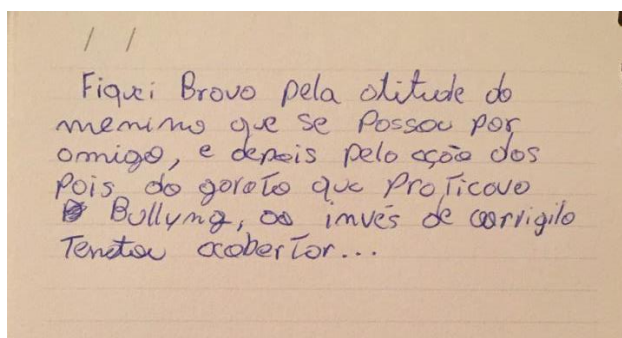 / /
Fiquei Bravo pela atitude do
menino que se Passou por
amigo, e depois pela ação dos
Pais do garoto que Praticava
Bullyng, ao invés de corrigilo
Tentou acobertar...